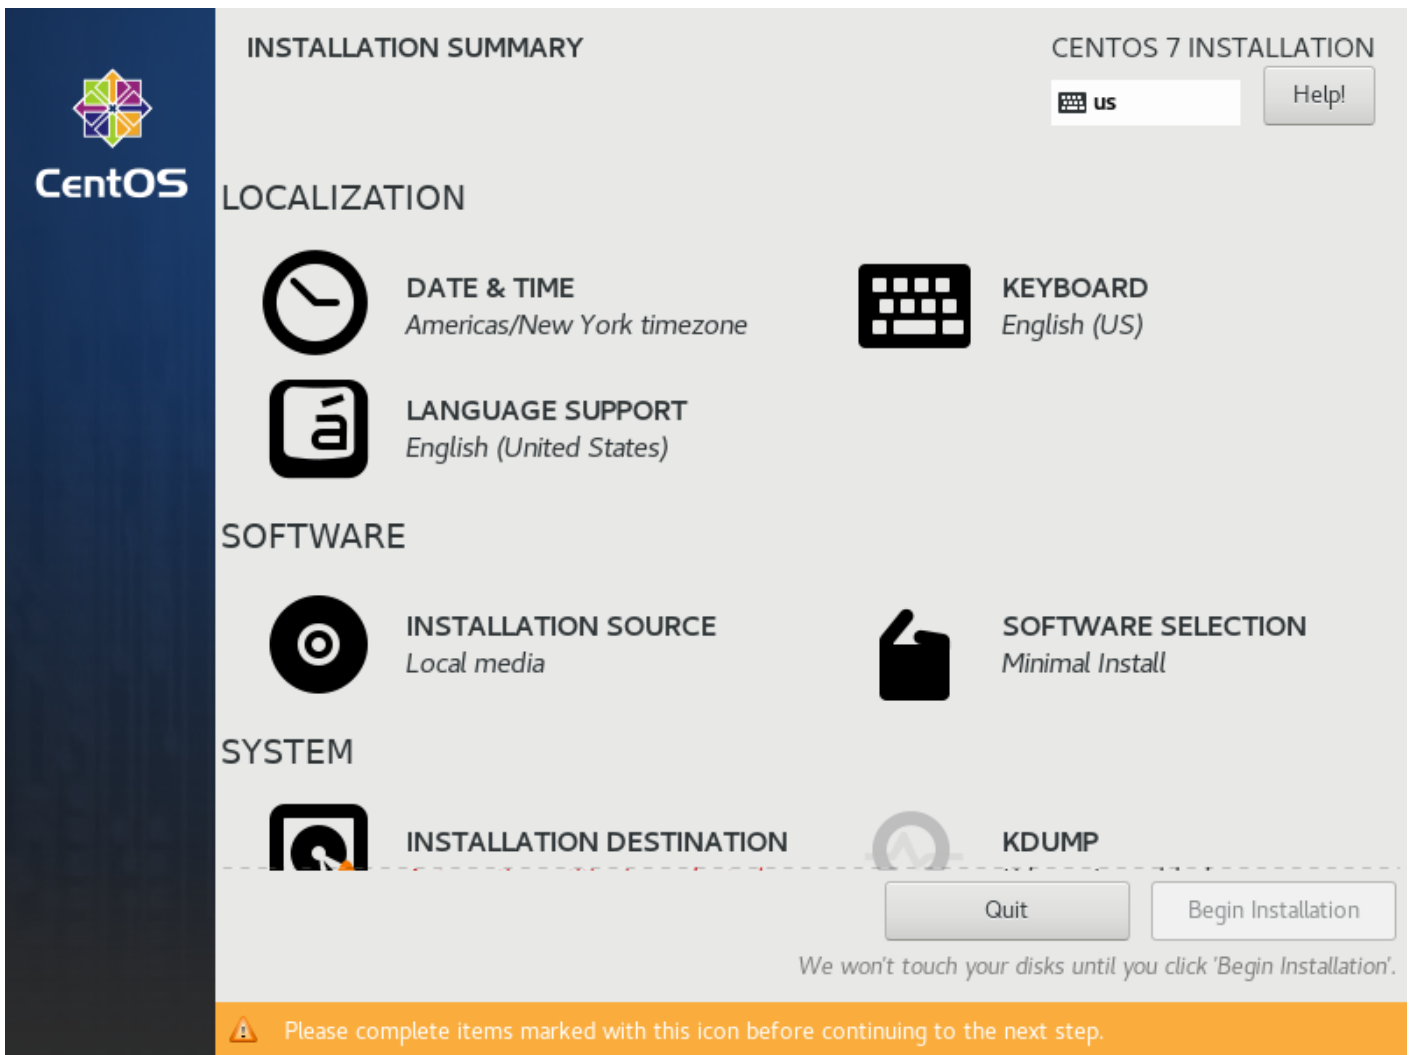 INSTALLATION SUMMARY
CENTOS 7 INSTALLATION
us
Help!
CentOS
LOCALIZATION
DATE & TIME
Americas/New York timezone
KEYBOARD
English (US)
á
LANGUAGE SUPPORT
English (United States)
SOFTWARE
INSTALLATION SOURCE
Local media
SOFTWARE SELECTION
Minimal Install
SYSTEM
INSTALLATION DESTINATION
KDUMP
Quit
Begin Installation
We won't touch your disks until you click 'Begin Installation'.
Please complete items marked with this icon before continuing to the next step.